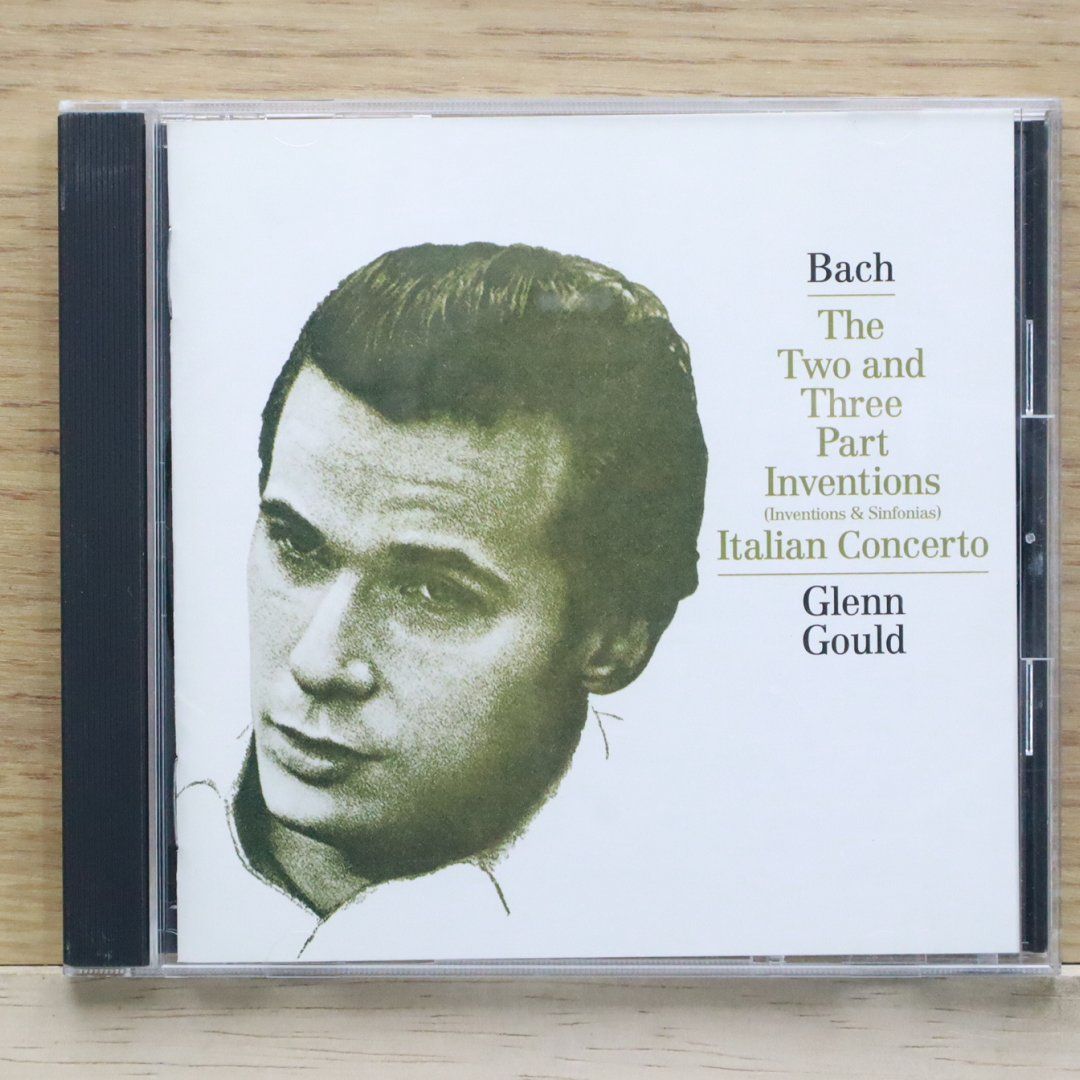 Bach
The
Two and
Three
Part
Inventions
(Inventions & Sinfonias)
Italian Concerto
Glenn
Gould